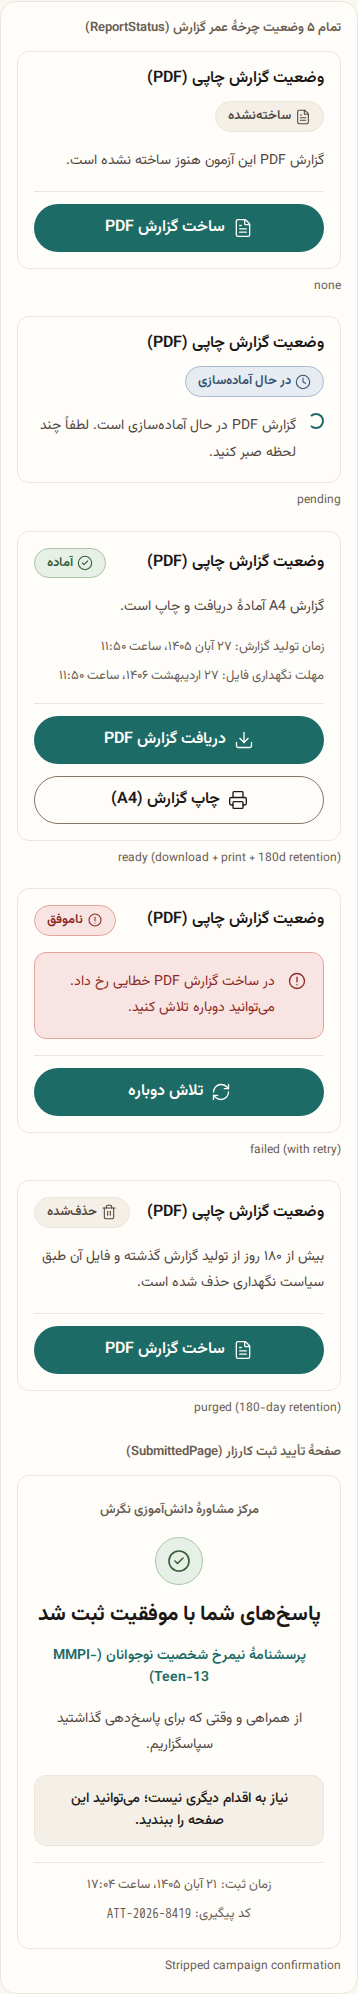 تمام ۵ وضعیت چرخهٔ عمر گزارش (ReportStatus)
وضعیت گزارش چاپی (PDF)
ساخته‌نشده
گزارش PDF این آزمون هنوز ساخته نشده است.
ساخت گزارش PDF
none
وضعیت گزارش چاپی (PDF)
در حال آماده‌سازی
گزارش PDF در حال آماده‌سازی است. لطفاً چند
لحظه صبر کنید.
pending
وضعیت گزارش چاپی (PDF)
آماده
گزارش A4 آمادهٔ دریافت و چاپ است.
زمان تولید گزارش: ۲۷ آبان ۱۴۰۵، ساعت ۱۱:۵۰
مهلت نگهداری فایل: ۲۷ اردیبهشت ۱۴۰۶، ساعت ۱۱:۵۰
دریافت گزارش PDF
چاپ گزارش (A4)
ready (download + print + 180d retention)
وضعیت گزارش چاپی (PDF)
ناموفق
در ساخت گزارش PDF خطایی رخ داد.
می‌توانید دوباره تلاش کنید.
تلاش دوباره
failed (with retry)
وضعیت گزارش چاپی (PDF)
حذف‌شده
بیش از ۱۸۰ روز از تولید گزارش گذشته و فایل آن طبق
سیاست نگهداری حذف شده است.
ساخت گزارش PDF
purged (180-day retention)
صفحهٔ تأیید ثبت کارزار (SubmittedPage)
مرکز مشاورهٔ دانش‌آموزی نگرش
پاسخ‌های شما با موفقیت ثبت شد
پرسشنامهٔ نیمرخ شخصیت نوجوانان (MMPI-
Teen-13)
از همراهی و وقتی که برای پاسخ‌دهی گذاشتید
سپاسگزاریم.
نیاز به اقدام دیگری نیست؛ می‌توانید این
صفحه را ببندید.
زمان ثبت: ۲۱ آبان ۱۴۰۵، ساعت ۱۷:۰۴
کد پیگیری: ATT-2026-8419
Stripped campaign confirmation